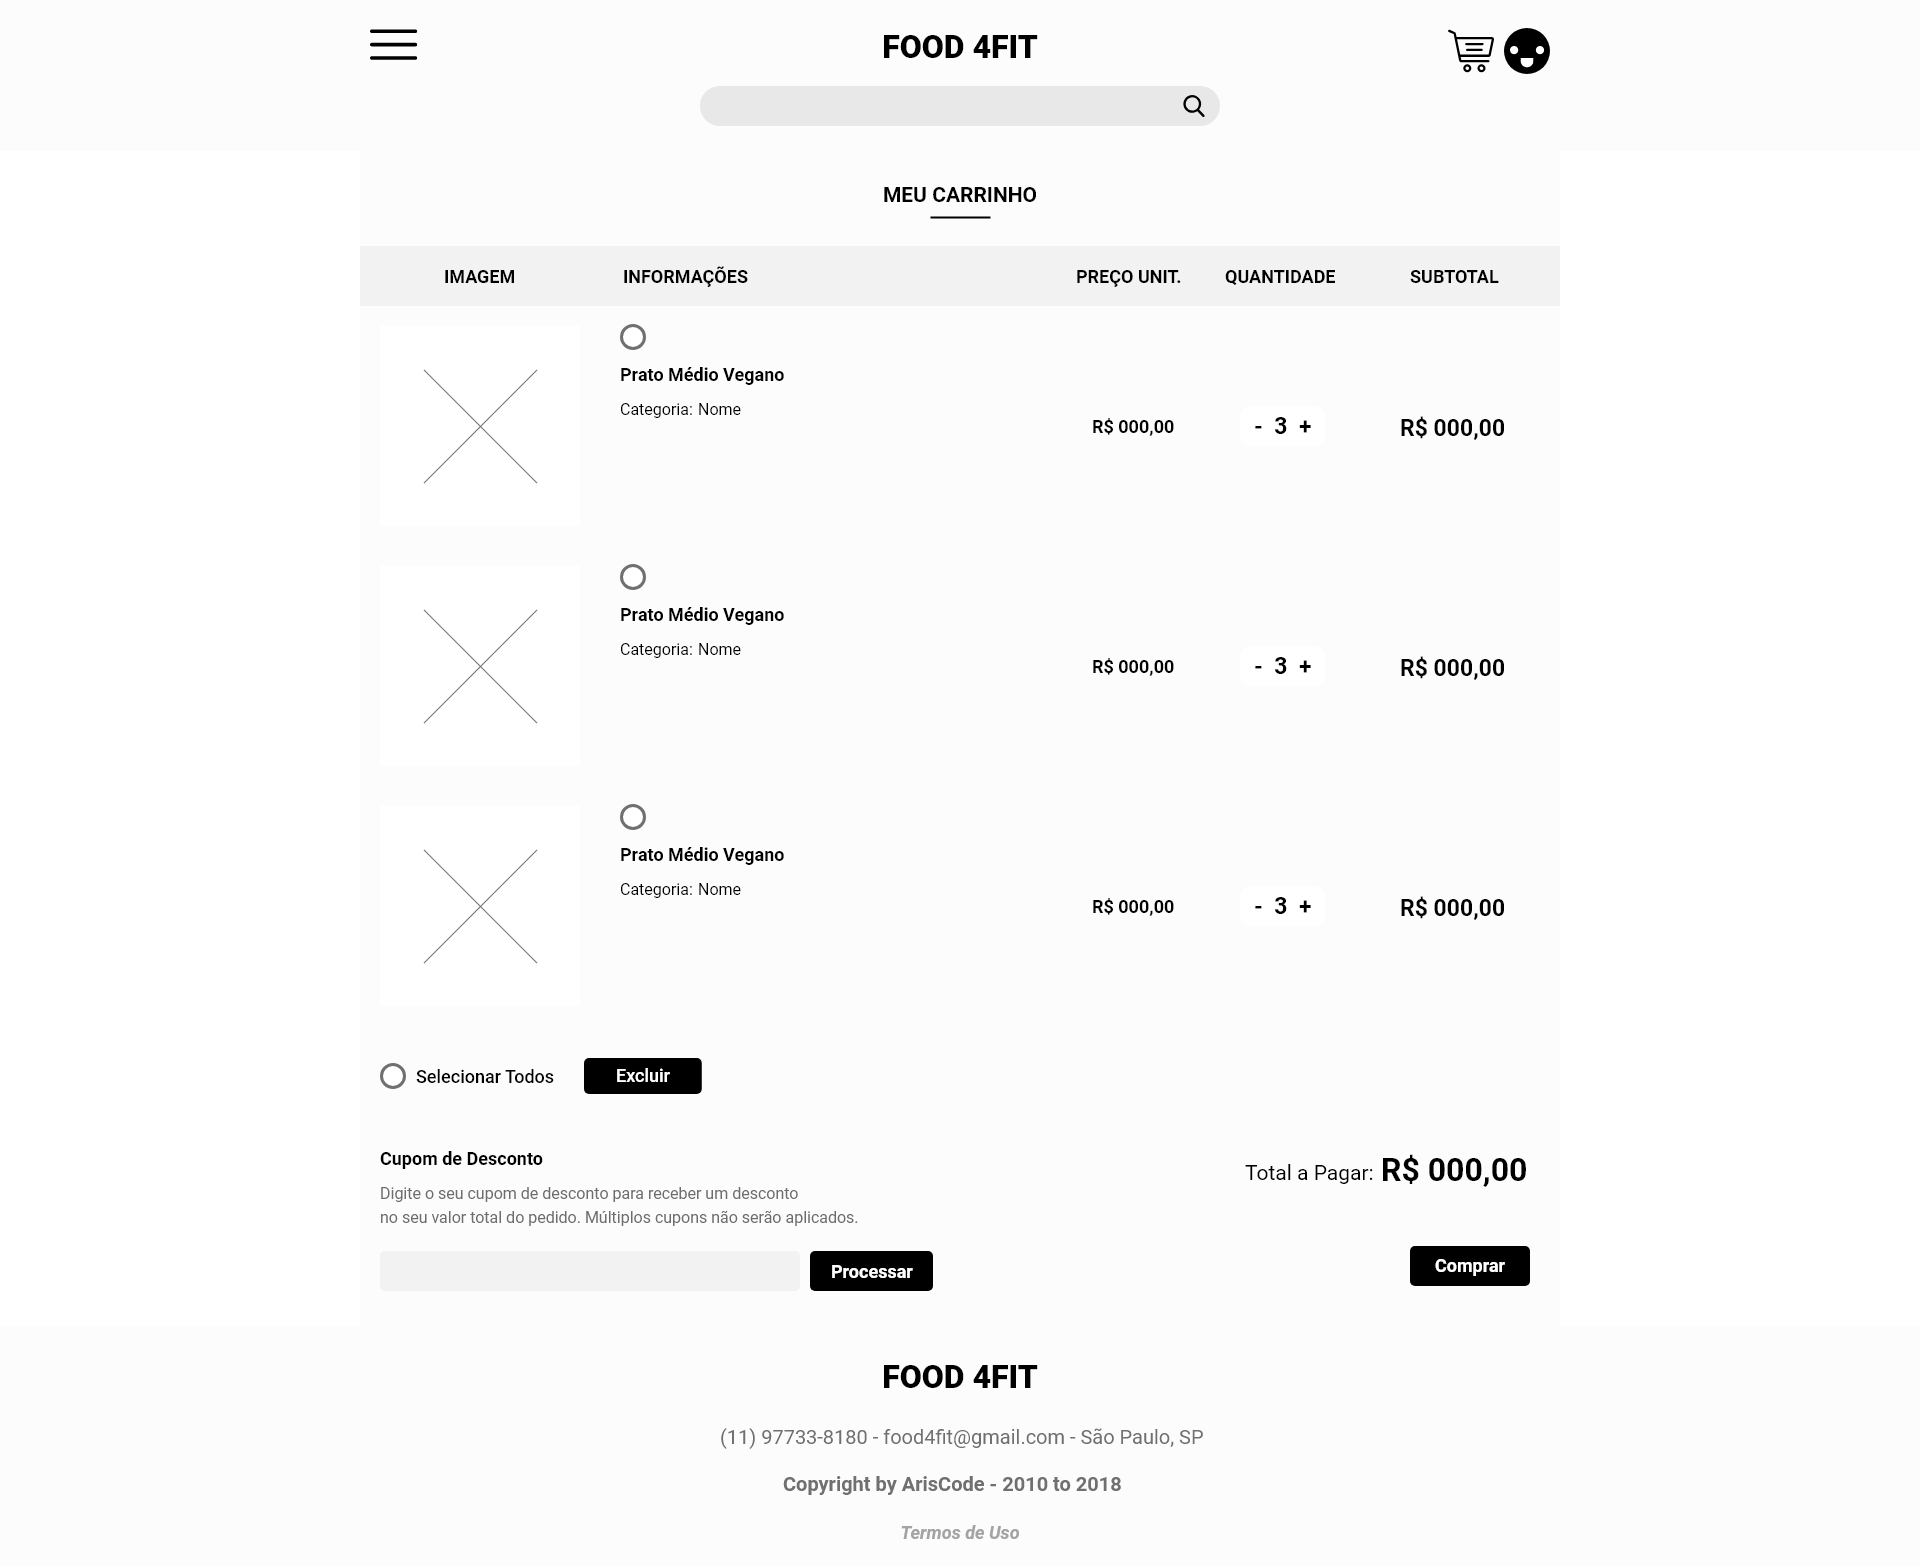 FOOD 4FIT
MEU CARRINHO
IMAGEM INFORMAÇÕES PREÇO UNIT. QUANTIDADE SUBTOTAL
Prato Médio Vegano
Categoria: Nome
R$ 000,00 - 3 + R$ 000,00
Prato Médio Vegano
Categoria: Nome
R$ 000,00 - 3 + R$ 000,00
Prato Médio Vegano
Categoria: Nome
R$ 000,00 - 3 + R$ 000,00
Selecionar Todos Excluir
Cupom de Desconto
Total a Pagar: R$ 000,00
Digite o seu cupom de desconto para receber um desconto
no seu valor total do pedido. Múltiplos cupons não serão aplicados.
Processar Comprar
FOOD 4FIT
(11) 97733-8180 - food4fit@gmail.com - São Paulo, SP
Copyright by ArisCode - 2010 to 2018
Termos de Uso